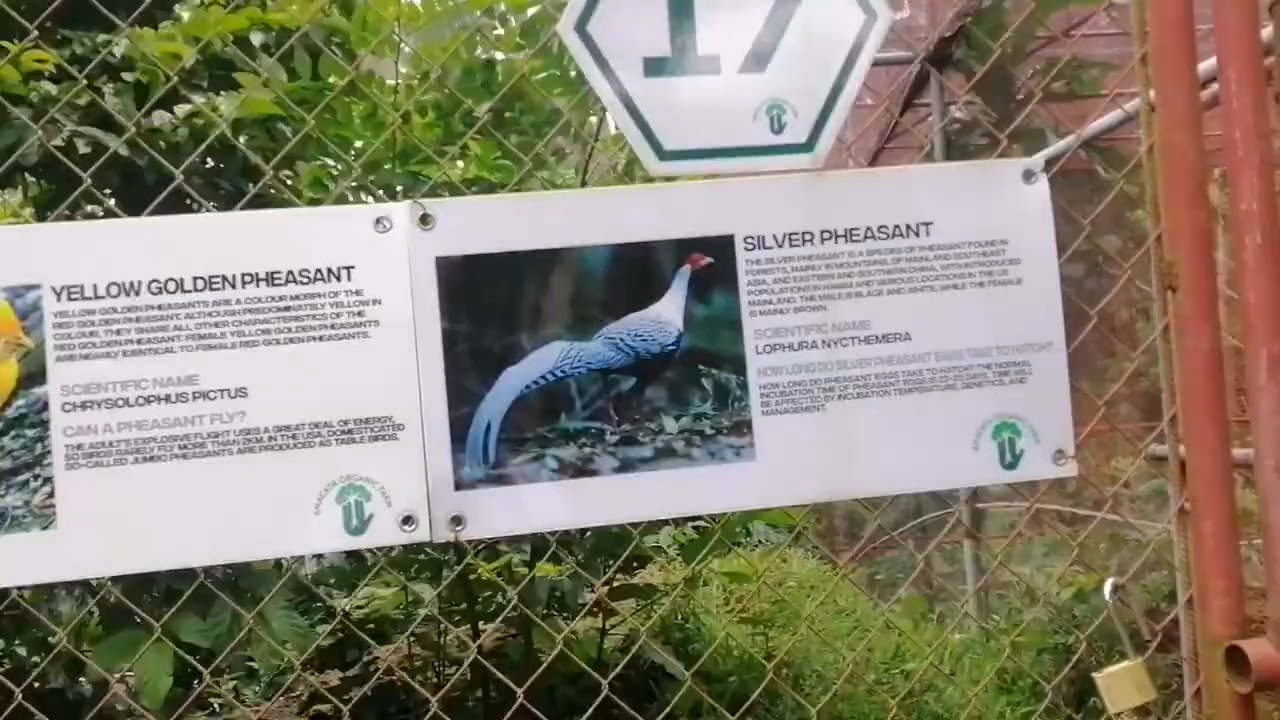 17
YELLOW GOLDEN PHEASANT
YELLOW GOLDEN PHEASANTS ARE A COLOUR MORPH OF THE
RED GOLDEN PHEASANT. ALTHOUGH PREDOMINATELY YELLOW IN
COLOUR, THEY SHARE ALL OTHER CHARACTERISTICS OF THE
RED GOLDEN PHEASANT. FEMALE YELLOW GOLDEN PHEASANTS
ARE NEARLY IDENTICAL TO FEMALE RED GOLDEN PHEASANTS.
SCIENTIFIC NAME
CHRYSOLOPHUS PICTUS
CAN A PHEASANT FLY?
THE ADULT'S EXPLOSIVE FLIGHT USES A GREAT DEAL OF ENERGY,
SO BIRDS RARELY FLY MORE THAN 2KM. IN THE USA, DOMESTICATED
SO-CALLED JUMBO PHEASANTS ARE PRODUCED AS TABLE BIRDS.
ORGANIC FARM
SILVER PHEASANT
THE SILVER PHEASANT IS A SPECIES OF PHEASANT FOUND IN
FORESTS, MAINLY IN MOUNTAINS, OF MAINLAND SOUTHEAST
ASIA, AND EASTERN AND SOUTHERN CHINA, WITH INTRODUCED
POPULATIONS IN HAWAII AND VARIOUS LOCATIONS IN THE US
MAINLAND. THE MALE IS BLACK AND WHITE, WHILE THE FEMALE
IS MAINLY BROWN.
SCIENTIFIC NAME
LOPHURA NYCTHEMERA
HOW LONG DO SILVER PHEASANT EGGS TAKE TO HATCH?
HOW LONG DO PHEASANT EGGS TAKE TO HATCH? THE NORMAL
INCUBATION TIME OF PHEASANT EGGS IS DAYS. TIME WILL
BE AFFECTED BY INCUBATION TEMPERATURE, GENETICS, AND
MANAGEMENT.